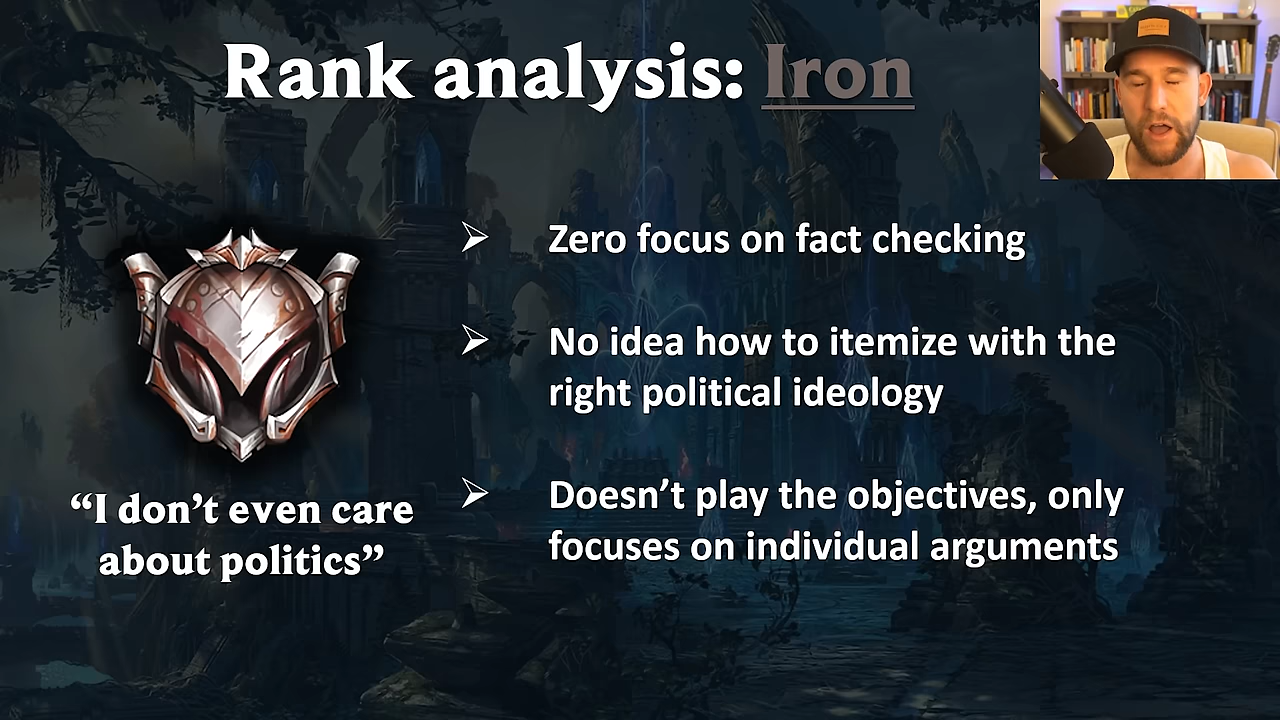 Rank analysis: Iron
➢ Zero focus on fact checking
➢ No idea how to itemize with the
right political ideology
➢ Doesn’t play the objectives, only
focuses on individual arguments
“I don’t even care
about politics”